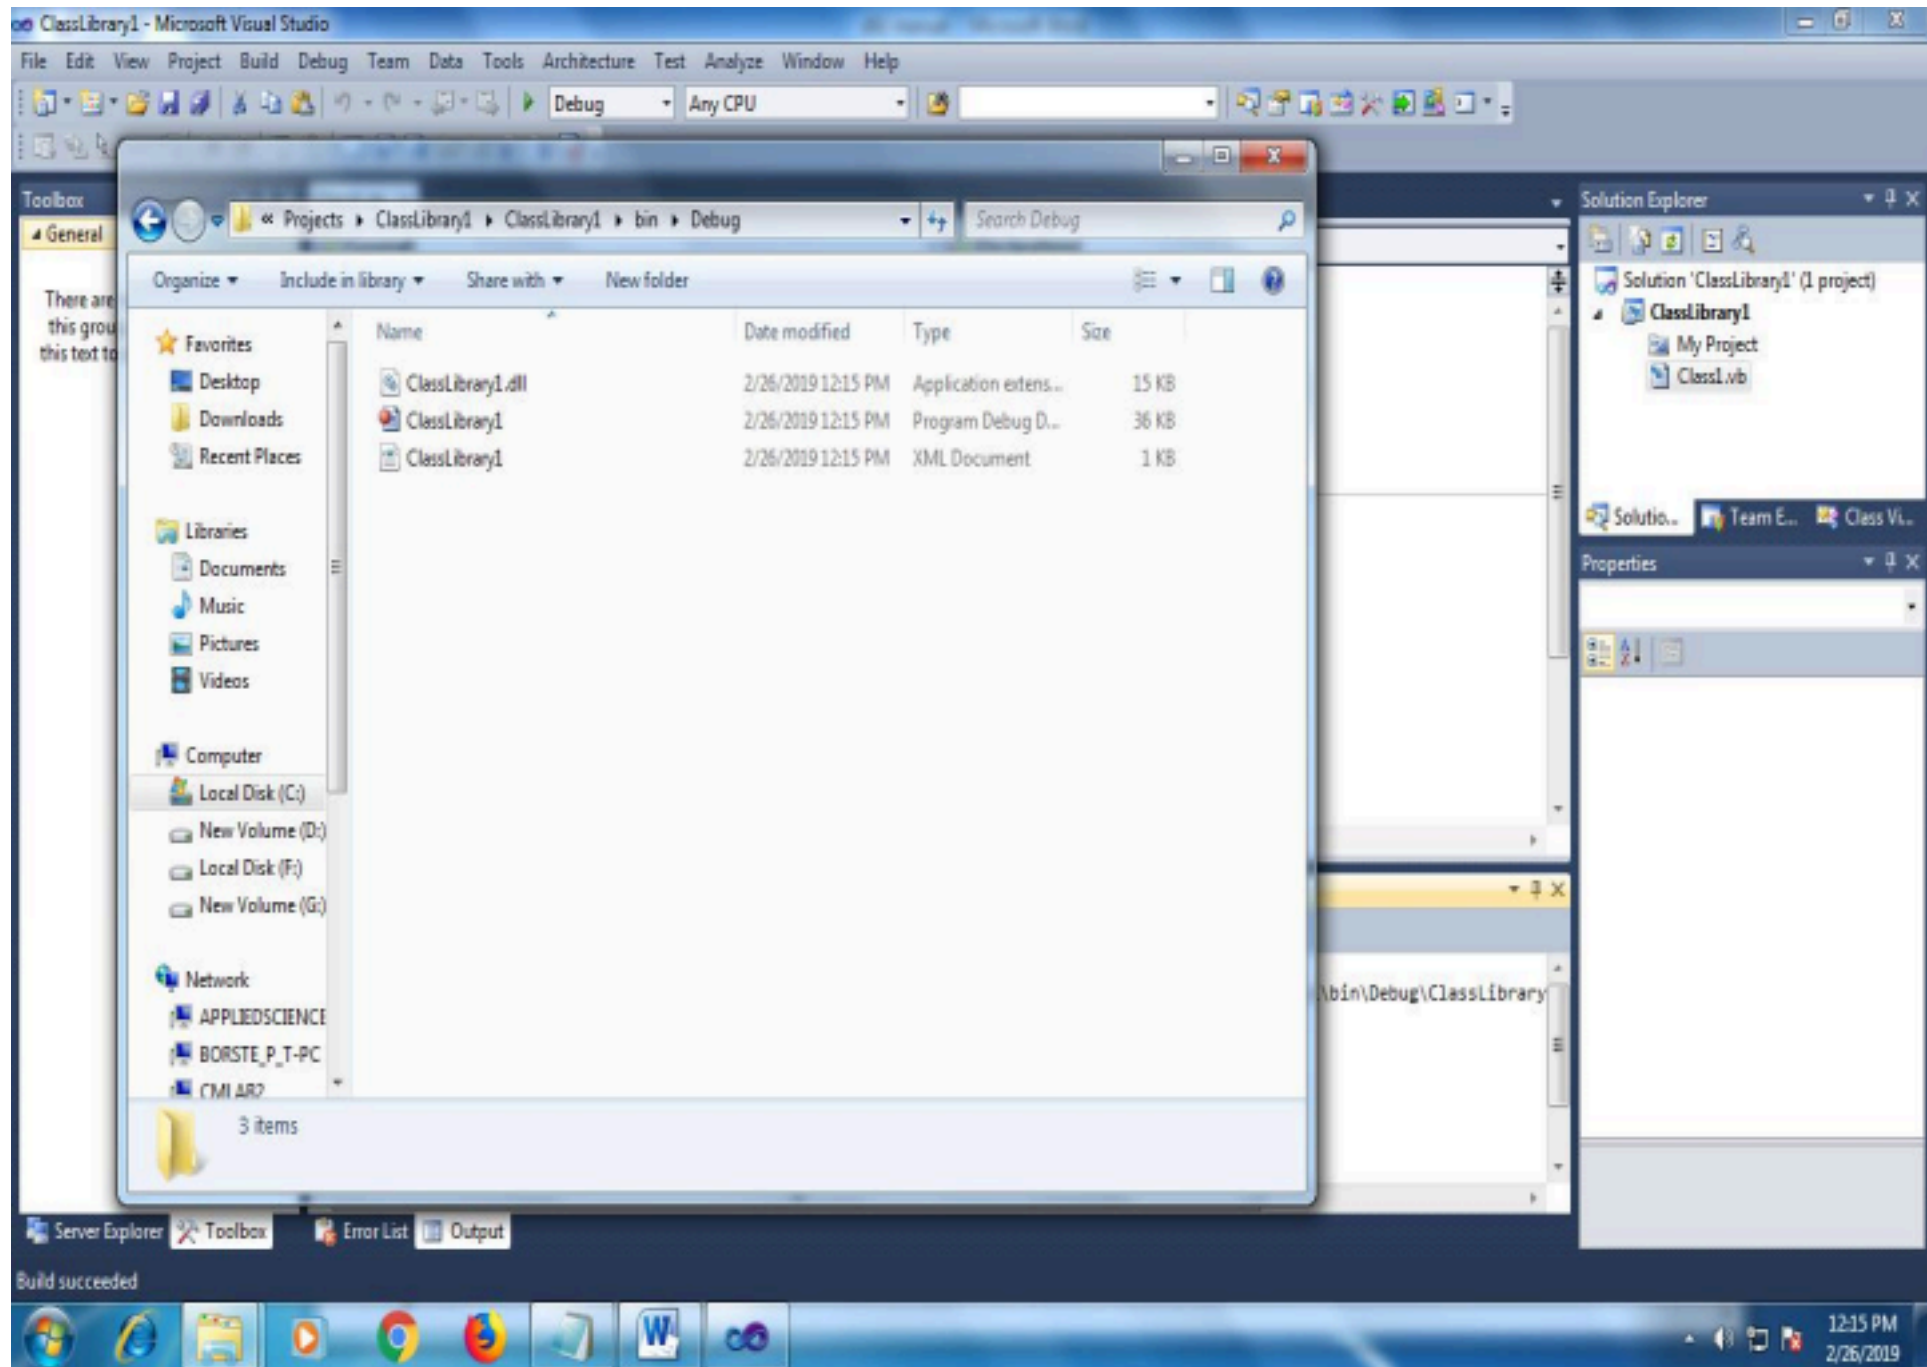 ClassLibrary1 - Microsoft Visual Studio
File Edit View Project Build Debug Team Data Tools Architecture Test Analyze Window Help
Debug Any CPU
Toolbox
General
There are
this grou
this text to
« Projects ClassLibrary1 ClassLibrary1 bin Debug
Search Debug
Organize Include in library Share with New folder
Favorites
Desktop
Downloads
Recent Places
Libraries
Documents
Music
Pictures
Videos
Computer
Local Disk (C:)
New Volume (D:)
Local Disk (F:)
New Volume (G:)
Network
APPLIEDSCIENCE
BORSTE_P_T-PC
CMLAB2
Name Date modified Type Size
ClassLibrary1.dll 2/26/2019 12:15 PM Application extens... 15 KB
ClassLibrary1 2/26/2019 12:15 PM Program Debug D... 36 KB
ClassLibrary1 2/26/2019 12:15 PM XML Document 1 KB
3 items
Solution Explorer
Solution 'ClassLibrary1' (1 project)
ClassLibrary1
My Project
Class1.vb
Solutio... Team E... Class Vi...
Properties
\bin\Debug\ClassLibrary
Server Explorer Toolbox Error List Output
Build succeeded
12:15 PM
2/26/2019